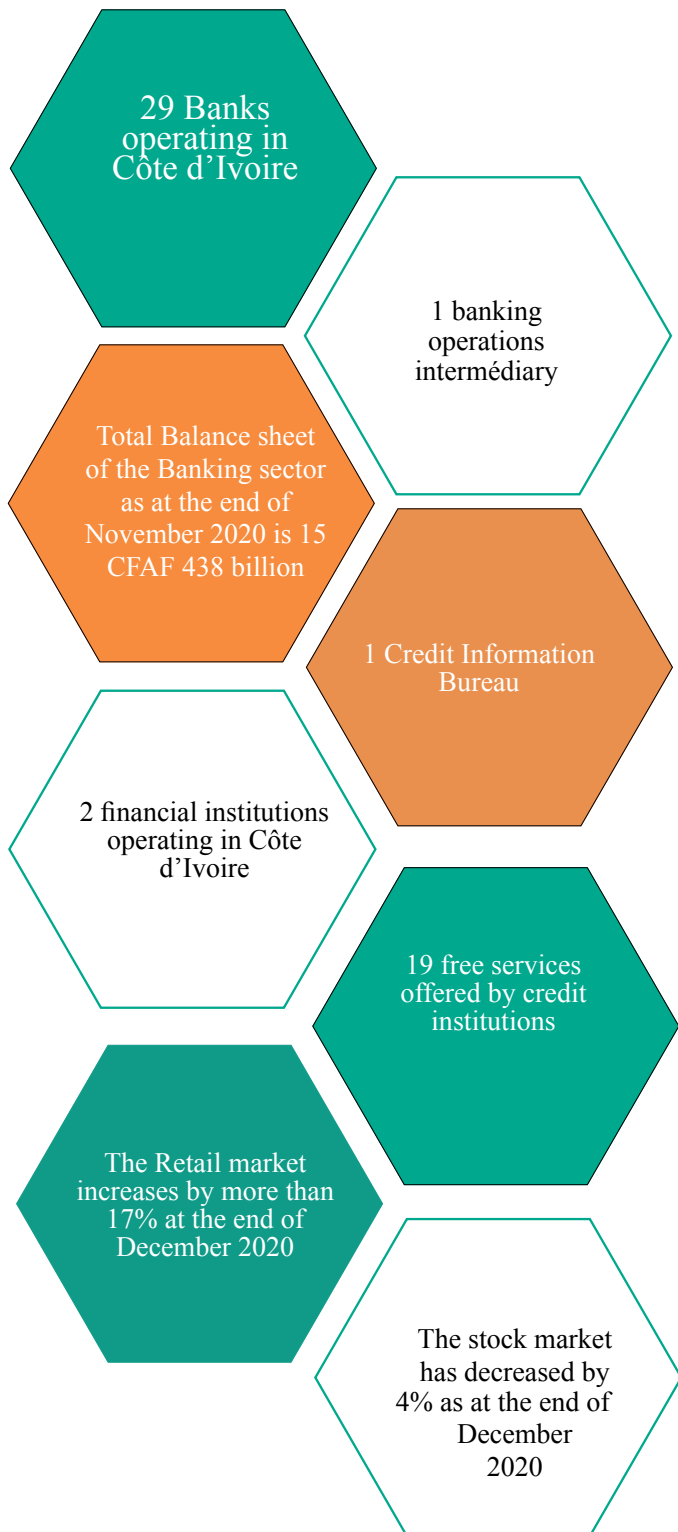 29 Banks
operating in
Côte d’Ivoire
1 banking
operations
intermédiary
Total Balance sheet
of the Banking sector
as at the end of
November 2020 is 15
CFAF 438 billion
1 Credit Information
Bureau
2 financial institutions
operating in Côte
d’Ivoire
19 free services
offered by credit
institutions
The Retail market
increases by more than
17% at the end of
December 2020
The stock market
has decreased by
4% as at the end of
December
2020